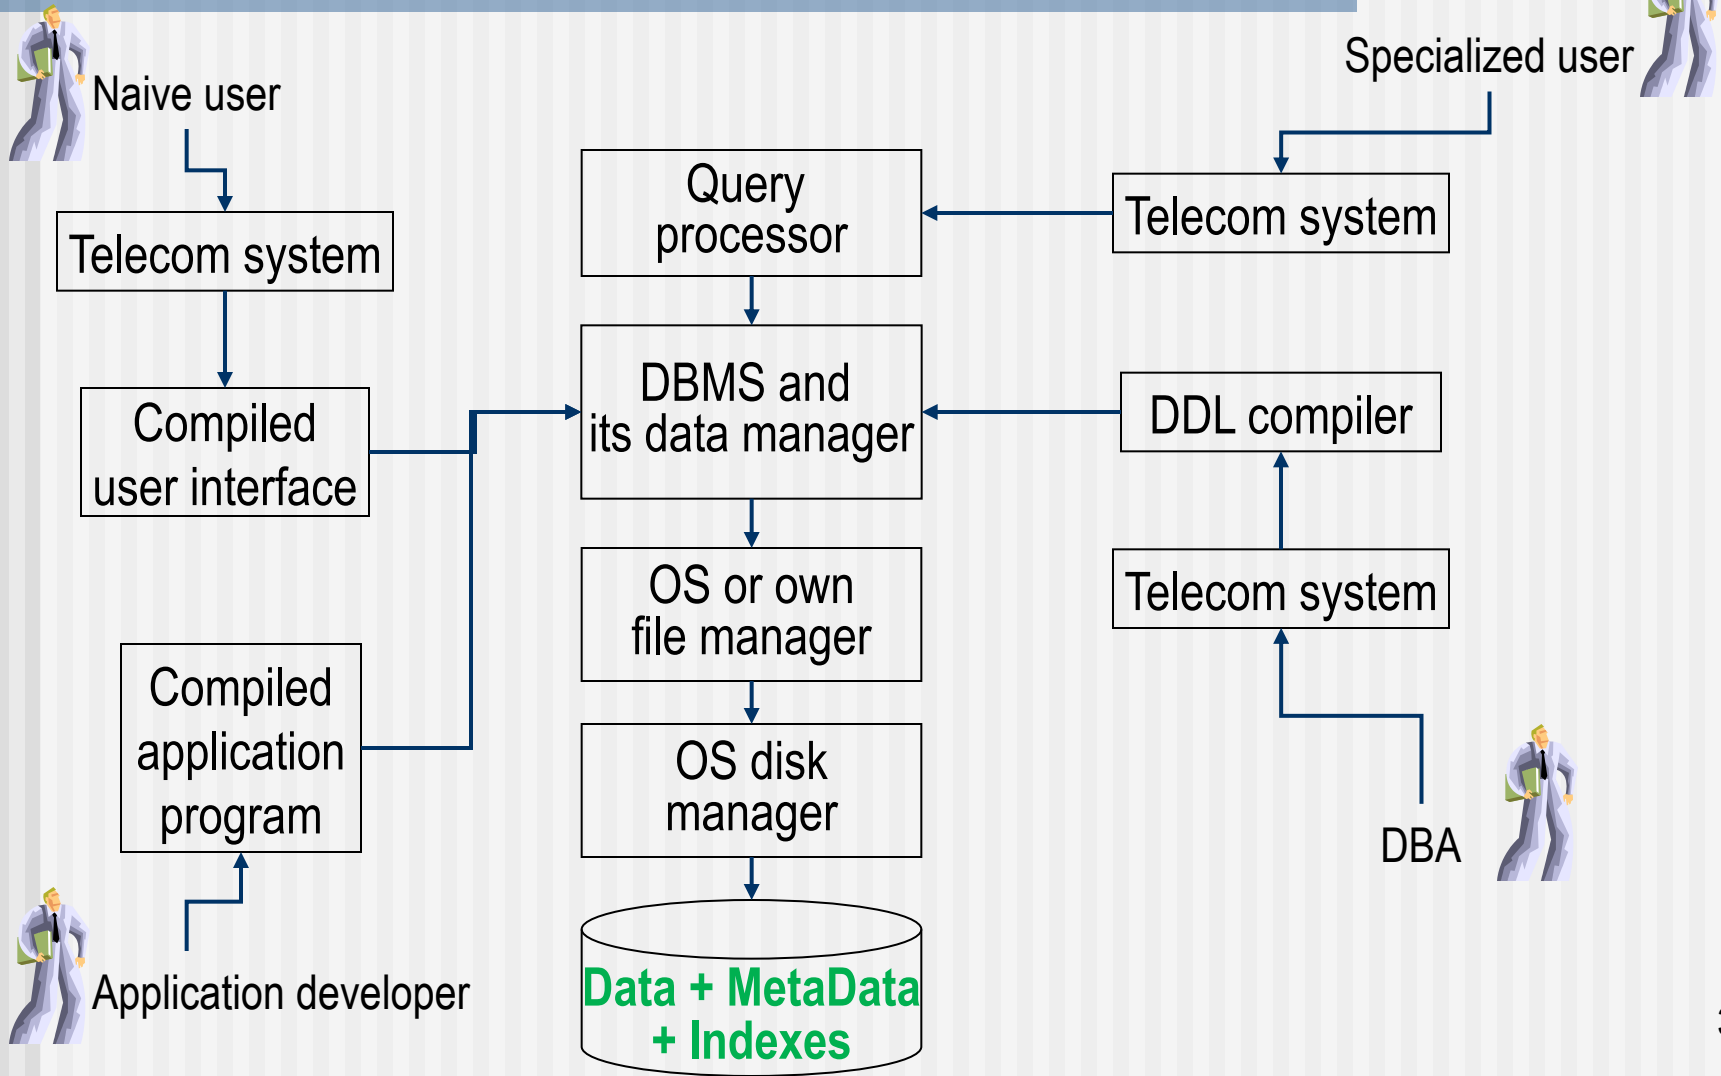 Specialized user
Naive user
Query
processor
Telecom system
Telecom system
DBMS and
its data manager
Compiled
user interface
DDL compiler
OS or own
file manager
Telecom system
Compiled
application
program
OS disk
manager
DBA
Application developer
Data + MetaData
+ Indexes